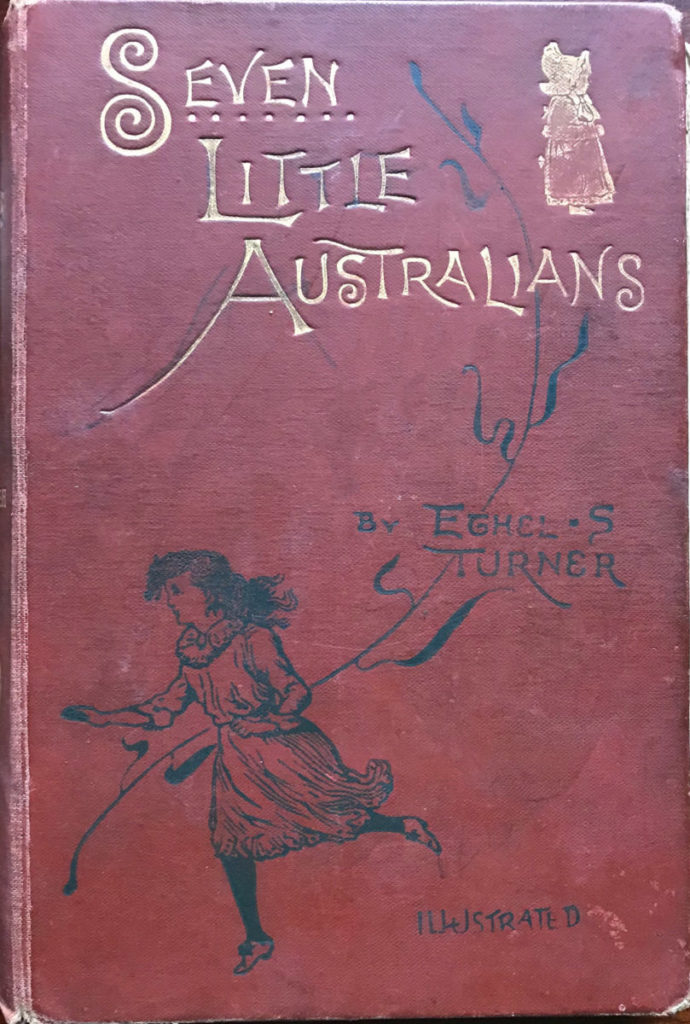 SEVEN
LITTLE
AUSTRALIANS
BY ETHEL · S
TURNER
ILLUSTRATED